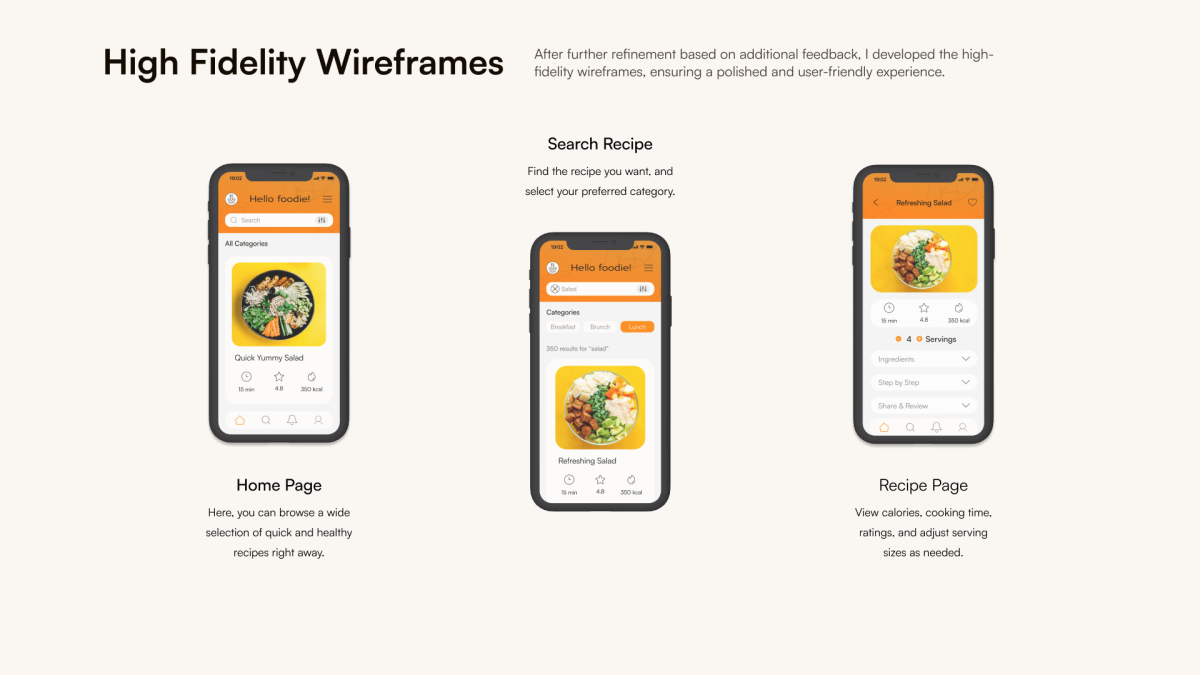 High Fidelity Wireframes
After further refinement based on additional feedback, I developed the high-
fidelity wireframes, ensuring a polished and user-friendly experience.
19:02
Hello foodie!
Search
All Categories
Quick Yummy Salad
15 min
4.8
350 kcal
Home Page
Here, you can browse a wide
selection of quick and healthy
recipes right away.
Search Recipe
Find the recipe you want, and
select your preferred category.
19:02
Hello foodie!
Salad
Categories
Breakfast
Brunch
Lunch
350 results for "salad"
Refreshing Salad
15 min
4.8
350 kcal
19:02
Refreshing Salad
15 min
4.8
350 kcal
4 Servings
Ingredients
Step by Step
Share & Review
Recipe Page
View calories, cooking time,
ratings, and adjust serving
sizes as needed.